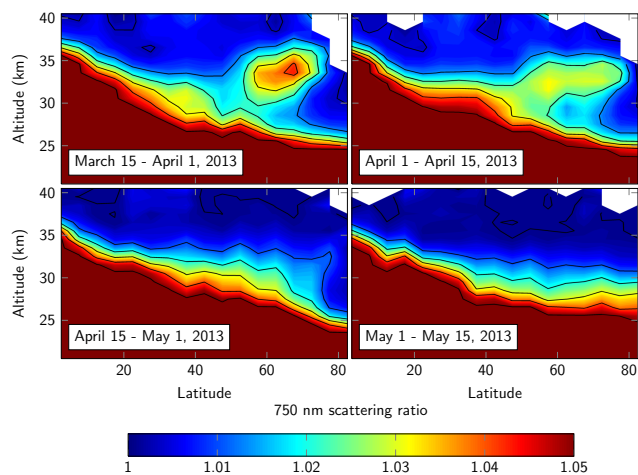 40
35
30
25
Altitude (km)
March 15 - April 1, 2013
April 1 - April 15, 2013
40
35
30
25
Altitude (km)
April 15 - May 1, 2013
May 1 - May 15, 2013
20 40 60 80 20 40 60 80
Latitude Latitude
750 nm scattering ratio
1 1.01 1.02 1.03 1.04 1.05